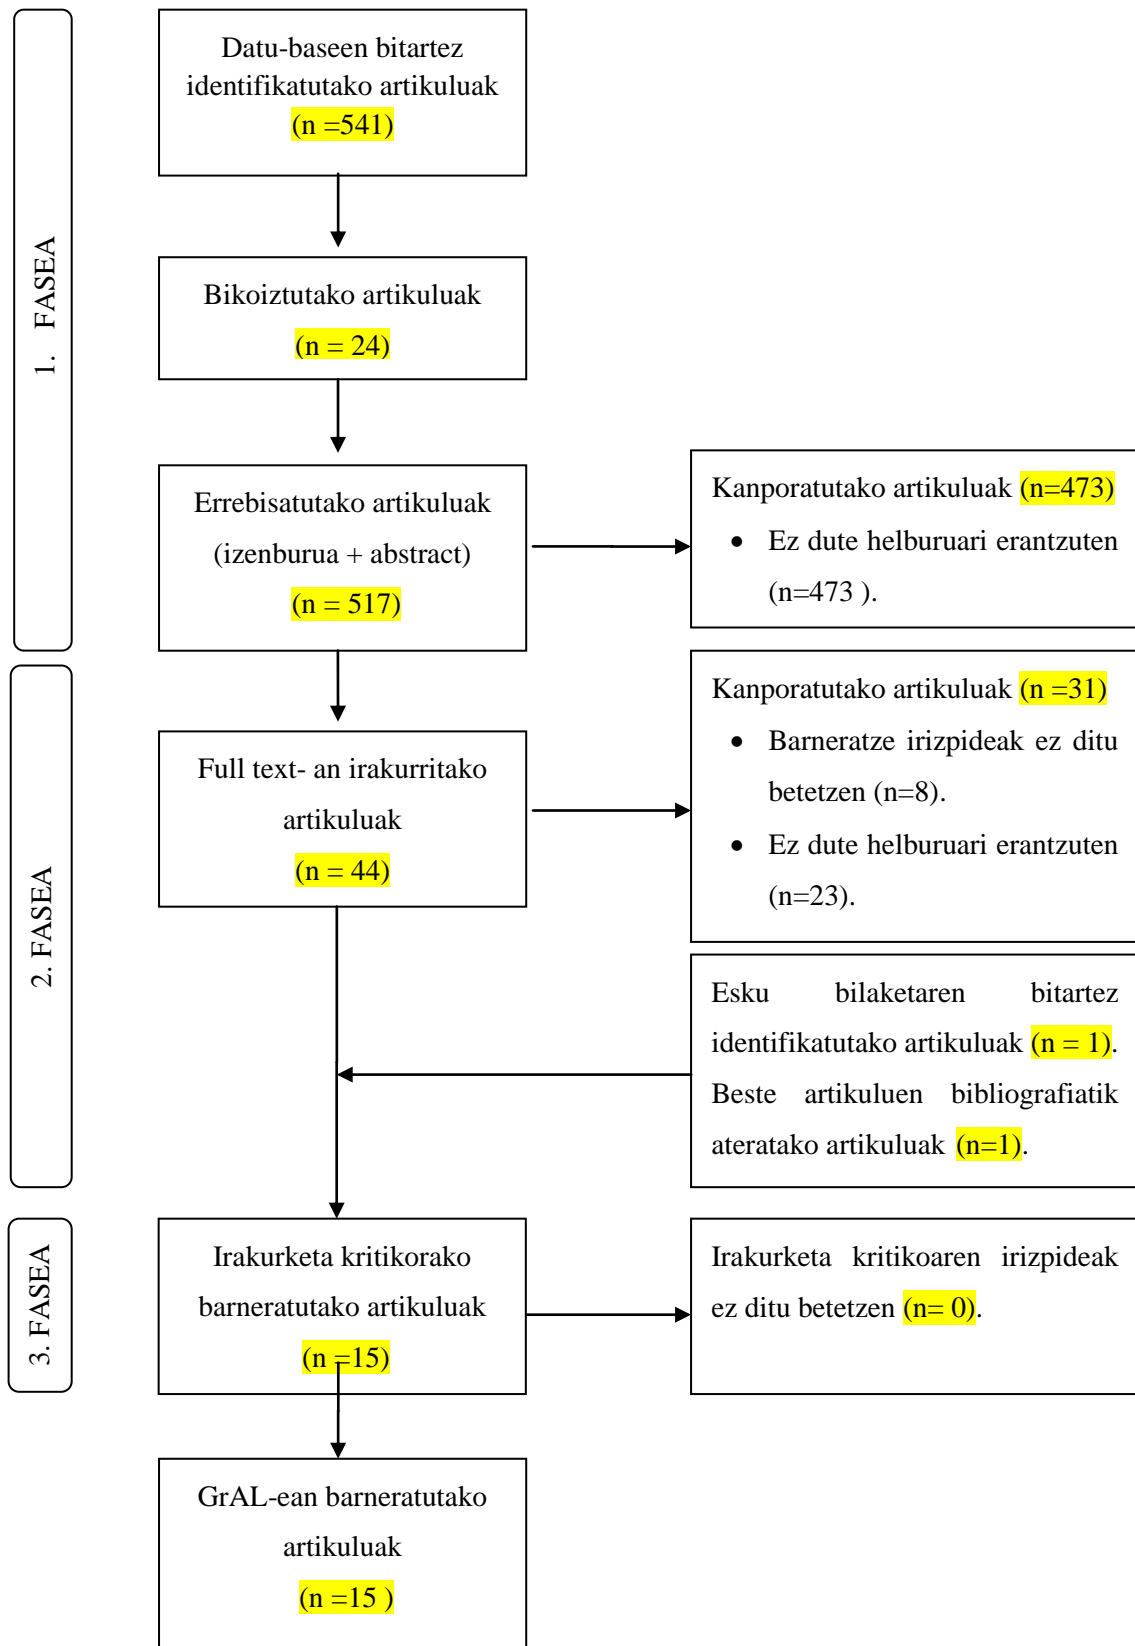 1. FASEA
Datu-baseen bitartez
identifikatutako artikuluak
(n =541)
Bikoiztutako artikuluak
(n = 24)
Errebisatutako artikuluak
(izenburua + abstract)
(n = 517)
Kanporatutako artikuluak (n=473)
• Ez dute helburuari erantzuten
(n=473 ).
2. FASEA
Full text- an irakurritako
artikuluak
(n = 44)
Kanporatutako artikuluak (n =31)
• Barneratze irizpideak ez ditu
betetzen (n=8).
• Ez dute helburuari erantzuten
(n=23).
Esku bilaketaren bitartez
identifikatutako artikuluak (n = 1).
Beste artikuluen bibliografiatik
ateratako artikuluak (n=1).
3. FASEA
Irakurketa kritikorako
barneratutako artikuluak
(n =15)
Irakurketa kritikoaren irizpideak
ez ditu betetzen (n= 0).
GrAL-ean barneratutako
artikuluak
(n =15 )